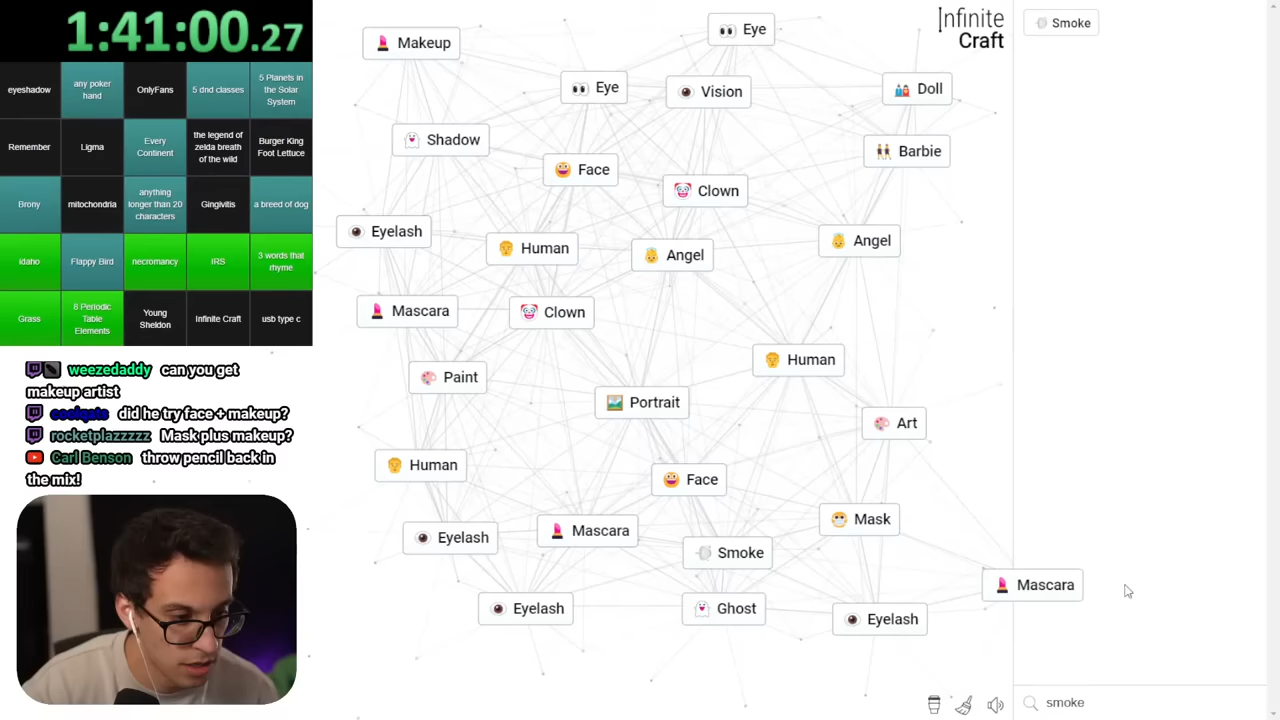 1:41:00.27
eyeshadow
any poker
hand
OnlyFans
5 dnd classes
5 Planets in
the Solar
System
Remember
Ligma
Every
Continent
the legend of
zelda breath
of the wild
Burger King
Foot Lettuce
Brony
mitochondria
anything
longer than 20
characters
Gingivitis
a breed of dog
idaho
Flappy Bird
necromancy
IRS
3 words that
rhyme
Grass
8 Periodic
Table
Elements
Young
Sheldon
Infinite Craft
usb type c
weezedaddy can you get
makeup artist
did he try face + makeup?
rocketplazzzzz Mask plus makeup?
Carl Benson throw pencil back in
the mix!
Makeup
Eye
Eye
Vision
Doll
Shadow
Barbie
Face
Clown
Eyelash
Human
Angel
Angel
Mascara
Clown
Human
Paint
Portrait
Art
Human
Face
Mask
Eyelash
Mascara
Smoke
Mascara
Eyelash
Ghost
Eyelash
Infinite
Craft
Smoke
smoke